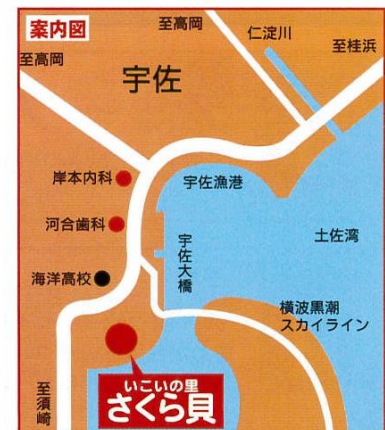 案内図
至高岡
至高岡
仁淀川
至桂浜
宇佐
岸本内科
宇佐漁港
河合歯科
宇佐大橋
土佐湾
海洋高校
横波黒潮
スカイライン
至須崎
いこいの里
さくら貝